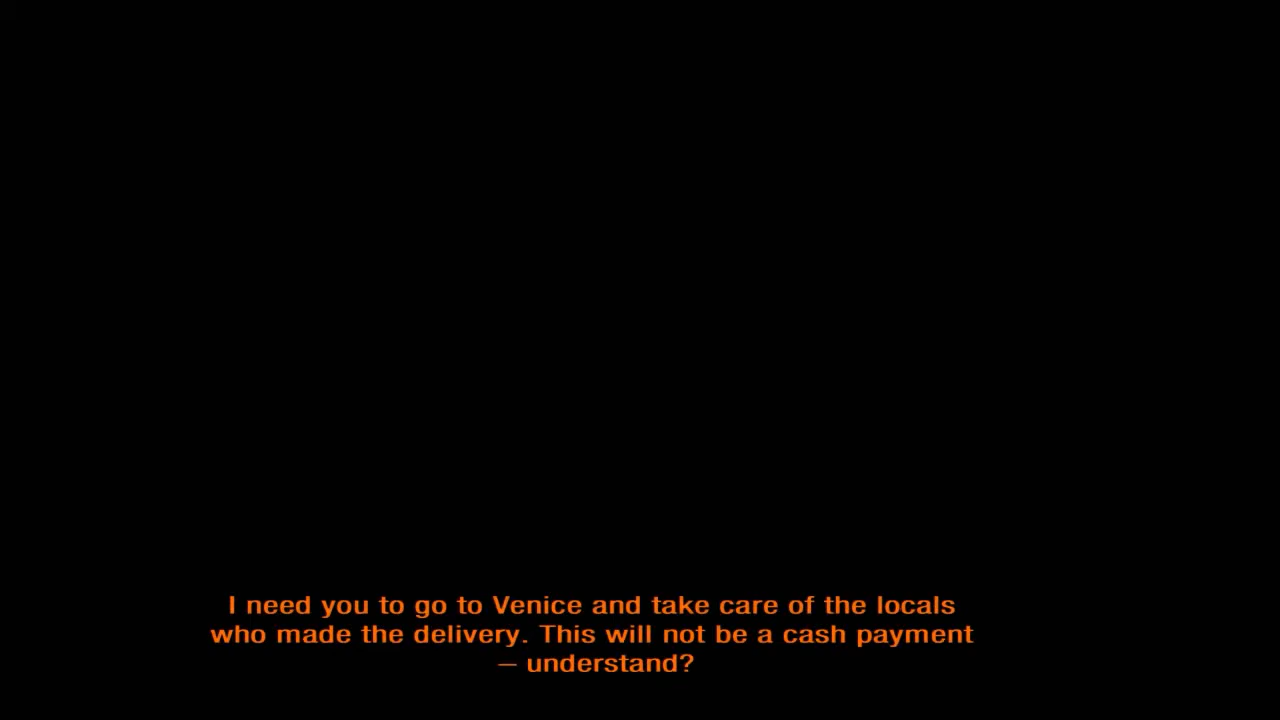 I need you to go to Venice and take care of the locals
who made the delivery. This will not be a cash payment
– understand?